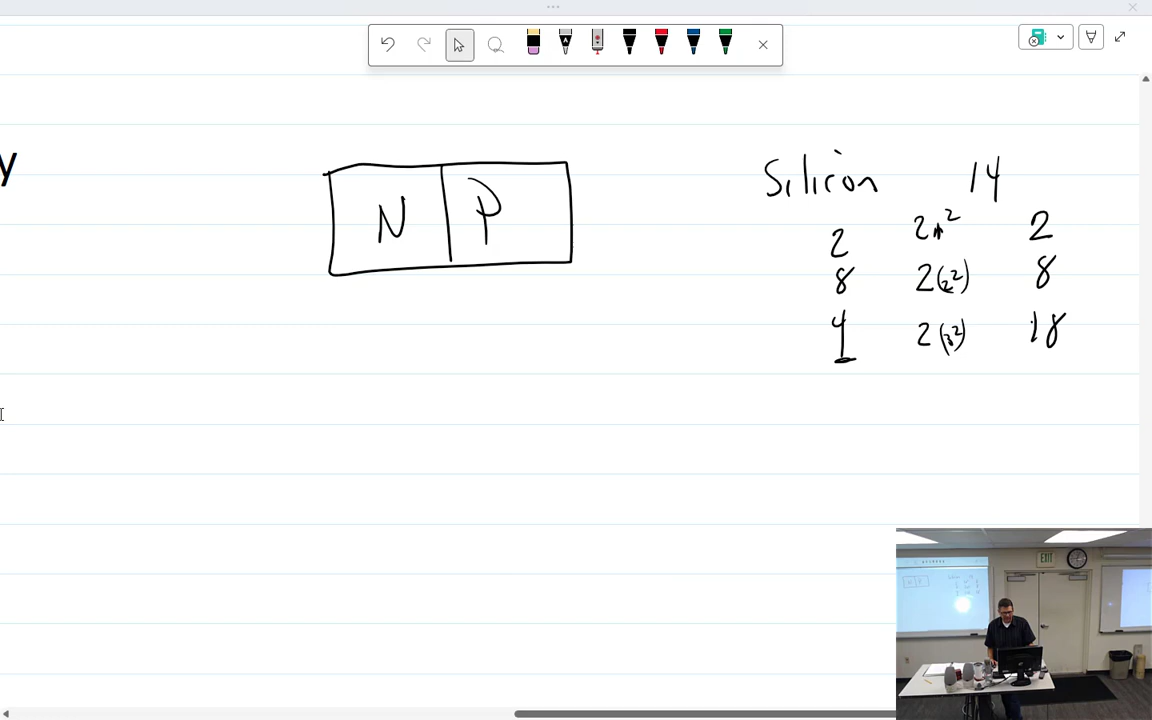 y
N P
Silicon 14
2 2n² 2
8 2(2²) 8
4 2(3²) 18
EXIT